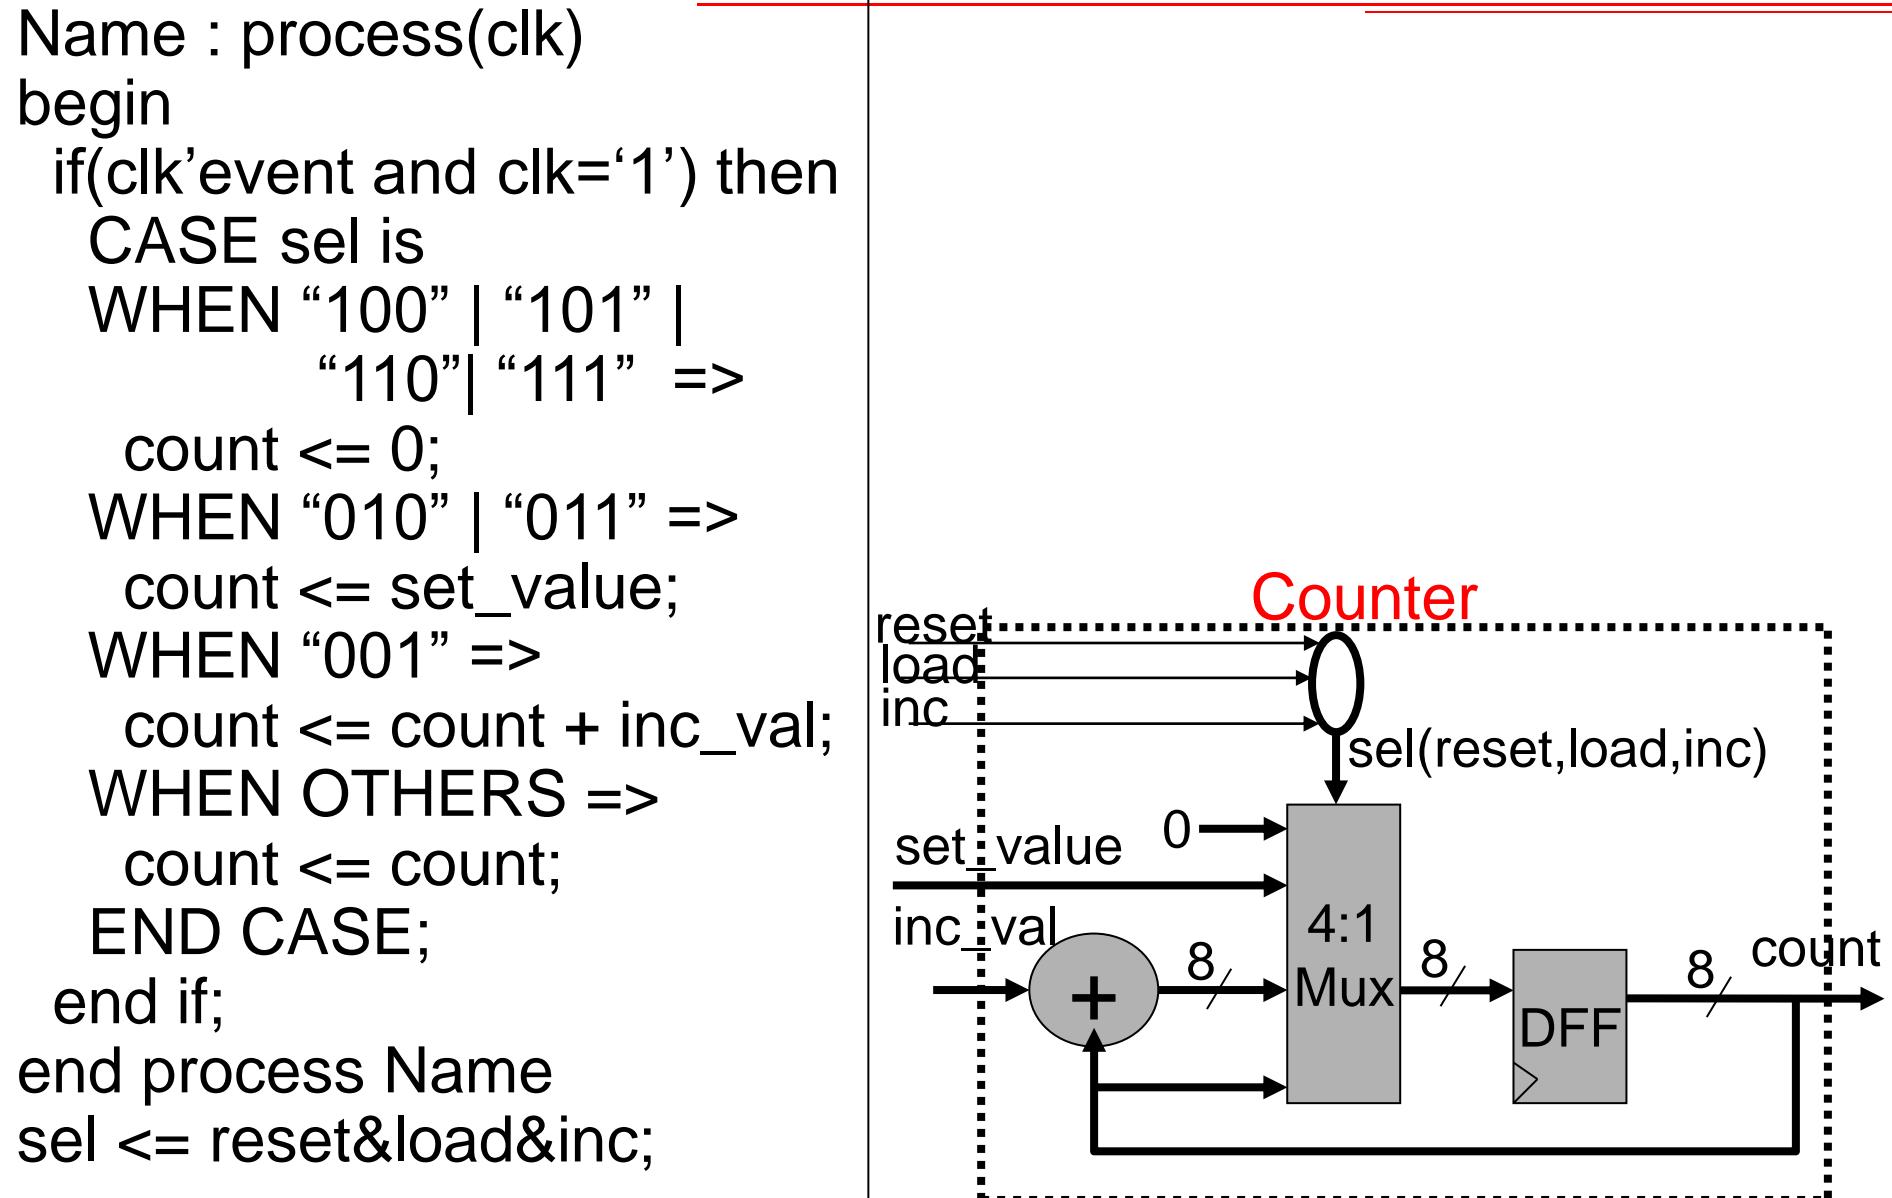 Name : process(clk)
begin
if(clk’event and clk=‘1’) then
CASE sel is
WHEN “100” | “101” |
“110”| “111” =>
count <= 0;
WHEN “010” | “011” =>
count <= set_value;
WHEN “001” =>
count <= count + inc_val;
WHEN OTHERS =>
count <= count;
END CASE;
end if;
end process Name
sel <= reset&load&inc;
Counter
reset
load
inc
sel(reset,load,inc)
0
set_value
inc_val
+
8
4:1
Mux
8
DFF
8
count